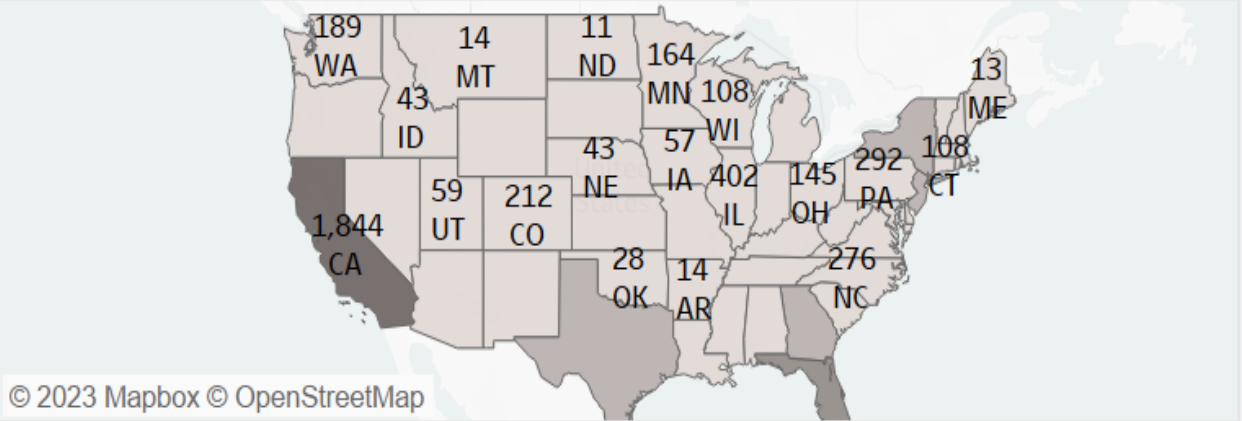 189
WA
14
MT
11
ND
164
MN
108
WI
13
ME
43
ID
43
NE
57
IA
402
IL
145
OH
292
PA
108
CT
59
UT
212
CO
1,844
CA
28
OK
14
AR
276
NC
United
States
© 2023 Mapbox © OpenStreetMap